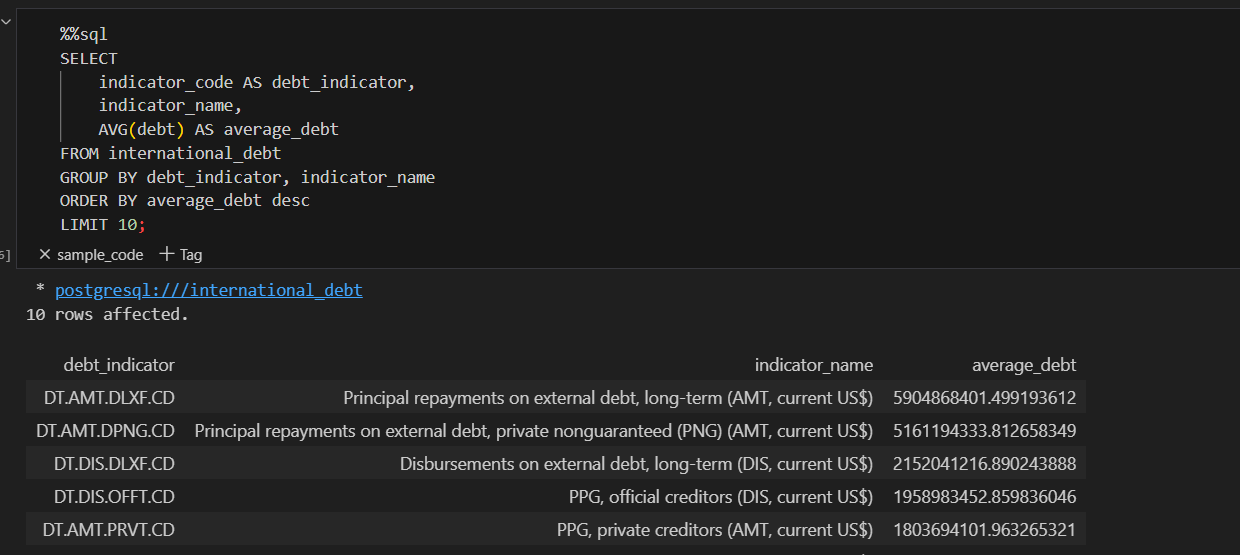 %%sql
SELECT
indicator_code AS debt_indicator,
indicator_name,
AVG(debt) AS average_debt
FROM international_debt
GROUP BY debt_indicator, indicator_name
ORDER BY average_debt desc
LIMIT 10;
sample_code Tag
* postgresql:///international_debt
10 rows affected.
debt_indicator indicator_name average_debt
DT.AMT.DLXF.CD Principal repayments on external debt, long-term (AMT, current US$) 5904868401.499193612
DT.AMT.DPNG.CD Principal repayments on external debt, private nonguaranteed (PNG) (AMT, current US$) 5161194333.812658349
DT.DIS.DLXF.CD Disbursements on external debt, long-term (DIS, current US$) 2152041216.890243888
DT.DIS.OFFT.CD PPG, official creditors (DIS, current US$) 1958983452.859836046
DT.AMT.PRVT.CD PPG, private creditors (AMT, current US$) 1803694101.963265321